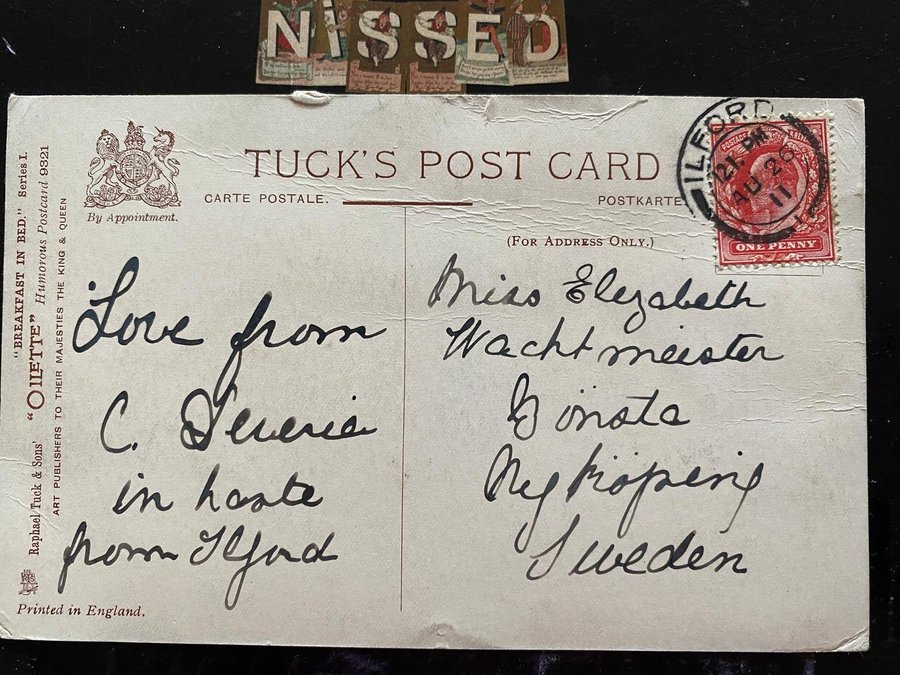 NiSSED
TUCK'S POST CARD
CARTE POSTALE.
POSTKARTE
(FOR ADDRESS ONLY.)
By Appointment.
ILFORD
12 PM
AU 26
11
ONE PENNY
Raphael Tuck & Sons' "OILETTE" Humorous Postcard 9321
"BREAKFAST IN BED." Series I.
ART PUBLISHERS TO THEIR MAJESTIES THE KING & QUEEN
Printed in England.
Love from
C.
in haste
from Ilford
Miss Elizabeth
Wachtmeister
Nyköping
Sweden